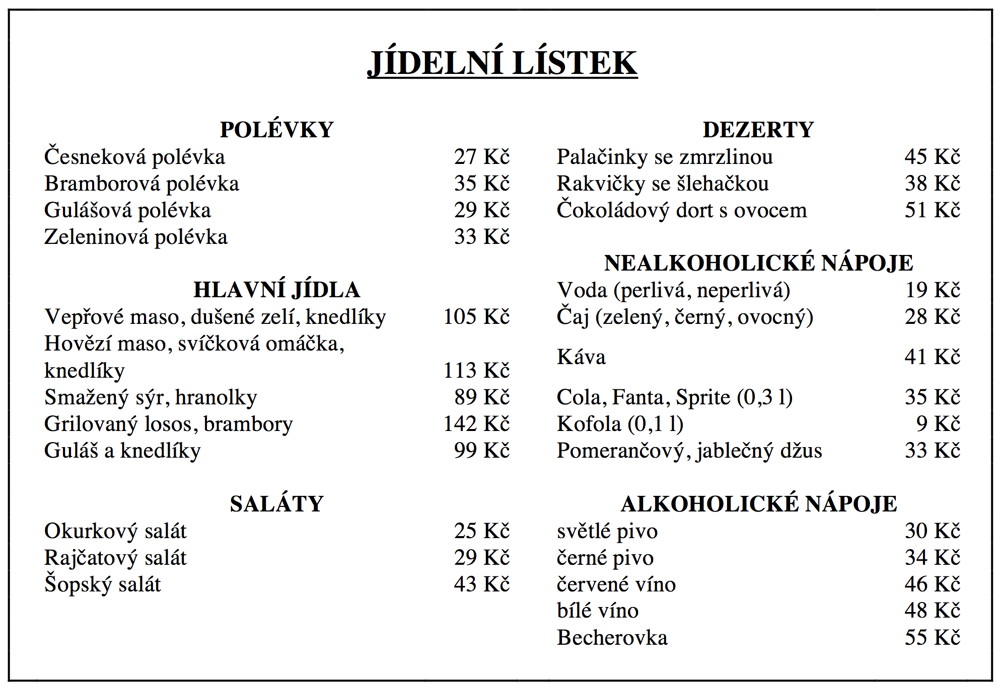 JÍDELNÍ LÍSTEK
POLÉVKY
Česneková polévka 27 Kč
Bramborová polévka 35 Kč
Gulášová polévka 29 Kč
Zeleninová polévka 33 Kč
HLAVNÍ JÍDLA
Vepřové maso, dušené zelí, knedlíky 105 Kč
Hovězí maso, svíčková omáčka,
knedlíky 113 Kč
Smažený sýr, hranolky 89 Kč
Grilovaný losos, brambory 142 Kč
Guláš a knedlíky 99 Kč
SALÁTY
Okurkový salát 25 Kč
Rajčatový salát 29 Kč
Šopský salát 43 Kč
DEZERTY
Palačinky se zmrzlinou 45 Kč
Rakvičky se šlehačkou 38 Kč
Čokoládový dort s ovocem 51 Kč
NEALKOHOLICKÉ NÁPOJE
Voda (perlivá, neperlivá) 19 Kč
Čaj (zelený, černý, ovocný) 28 Kč
Káva 41 Kč
Cola, Fanta, Sprite (0,3 l) 35 Kč
Kofola (0,1 l) 9 Kč
Pomerančový, jablečný džus 33 Kč
ALKOHOLICKÉ NÁPOJE
světlé pivo 30 Kč
černé pivo 34 Kč
červené víno 46 Kč
bílé víno 48 Kč
Becherovka 55 Kč